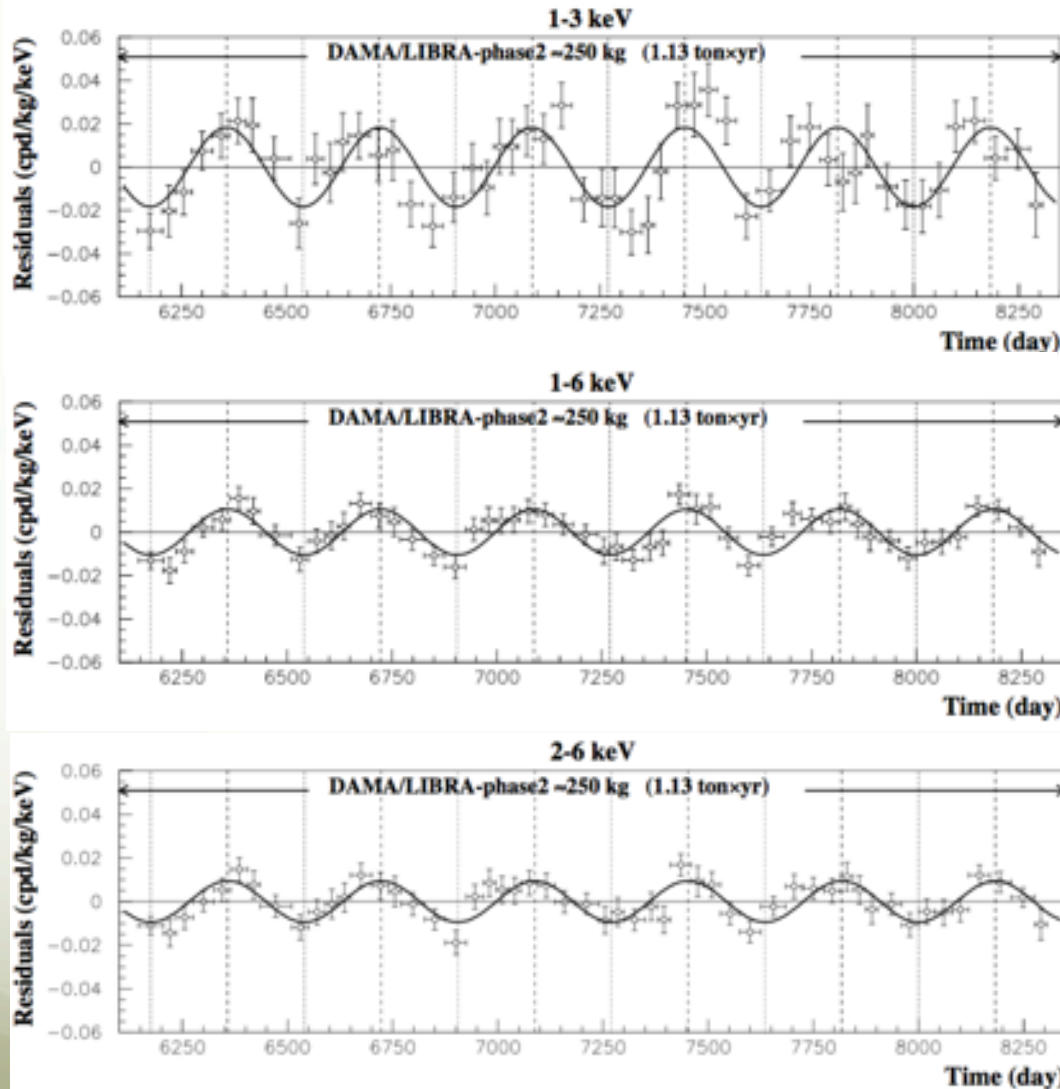 1-3 keV
Residuals (cpd/kg/keV)
0.06
0.04
0.02
0
-0.02
-0.04
-0.06
DAMA/LIBRA-phase2 ~250 kg (1.13 ton×yr)
6250 6500 6750 7000 7250 7500 7750 8000 8250
Time (day)
1-6 keV
Residuals (cpd/kg/keV)
0.06
0.04
0.02
0
-0.02
-0.04
-0.06
DAMA/LIBRA-phase2 ~250 kg (1.13 ton×yr)
6250 6500 6750 7000 7250 7500 7750 8000 8250
Time (day)
2-6 keV
Residuals (cpd/kg/keV)
0.06
0.04
0.02
0
-0.02
-0.04
-0.06
DAMA/LIBRA-phase2 ~250 kg (1.13 ton×yr)
6250 6500 6750 7000 7250 7500 7750 8000 8250
Time (day)